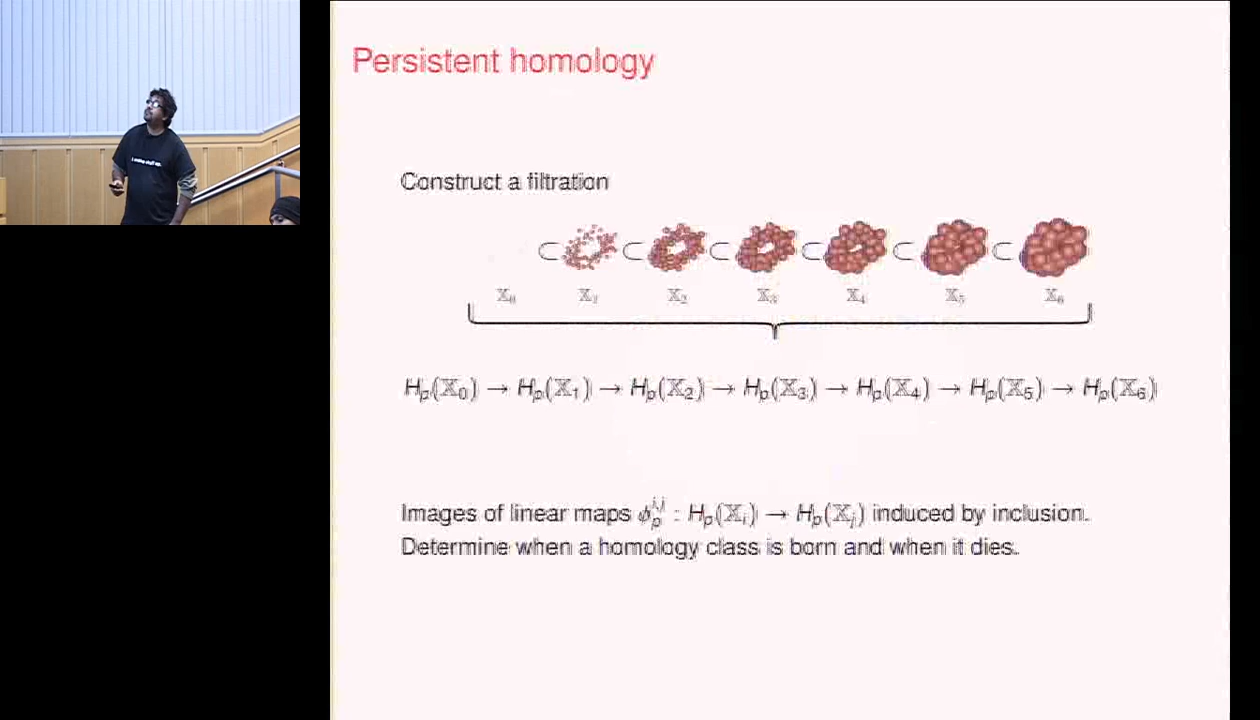 Persistent homology
Construct a filtration
⊂ ⊂ ⊂ ⊂ ⊂ ⊂
𝕏₀ 𝕏₁ 𝕏₂ 𝕏₃ 𝕏₄ 𝕏₅ 𝕏₆
Hₚ(𝕏₀) → Hₚ(𝕏₁) → Hₚ(𝕏₂) → Hₚ(𝕏₃) → Hₚ(𝕏₄) → Hₚ(𝕏₅) → Hₚ(𝕏₆)
Images of linear maps ϕₚ^{i,j} : Hₚ(𝕏ᵢ) → Hₚ(𝕏ⱼ) induced by inclusion.
Determine when a homology class is born and when it dies.